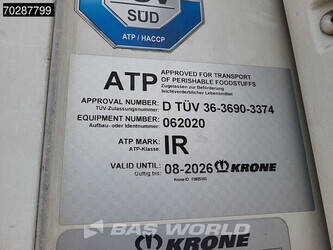 70287799
SÜD
ATP / HACCP
ATP APPROVED FOR TRANSPORT
OF PERISHABLE FOODSTUFFS
Zugelassen zur Beförderung
leichtverderblicher Lebensmittel
APPROVAL NUMBER: D TÜV 36-3690-3374
TÜV-Zulassungsnummer:
EQUIPMENT NUMBER: 062020
Aufbau- oder Identnummer:
ATP MARK: IR
ATP-Klasse:
VALID UNTIL: 08-2026 KRONE
Gültig bis:
BAS WORLD
KRONE